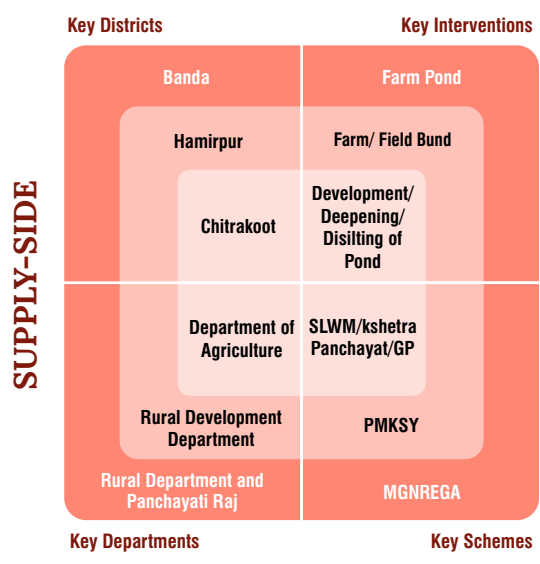 Key Districts
Key Interventions
Banda
Farm Pond
Hamirpur
Farm/ Field Bund
Chitrakoot
Development/
Deepening/
Disilting of
Pond
SUPPLY-SIDE
Department of
Agriculture
SLWM/kshetra
Panchayat/GP
Rural Development
Department
PMKSY
Rural Department and
Panchayati Raj
MGNREGA
Key Departments
Key Schemes